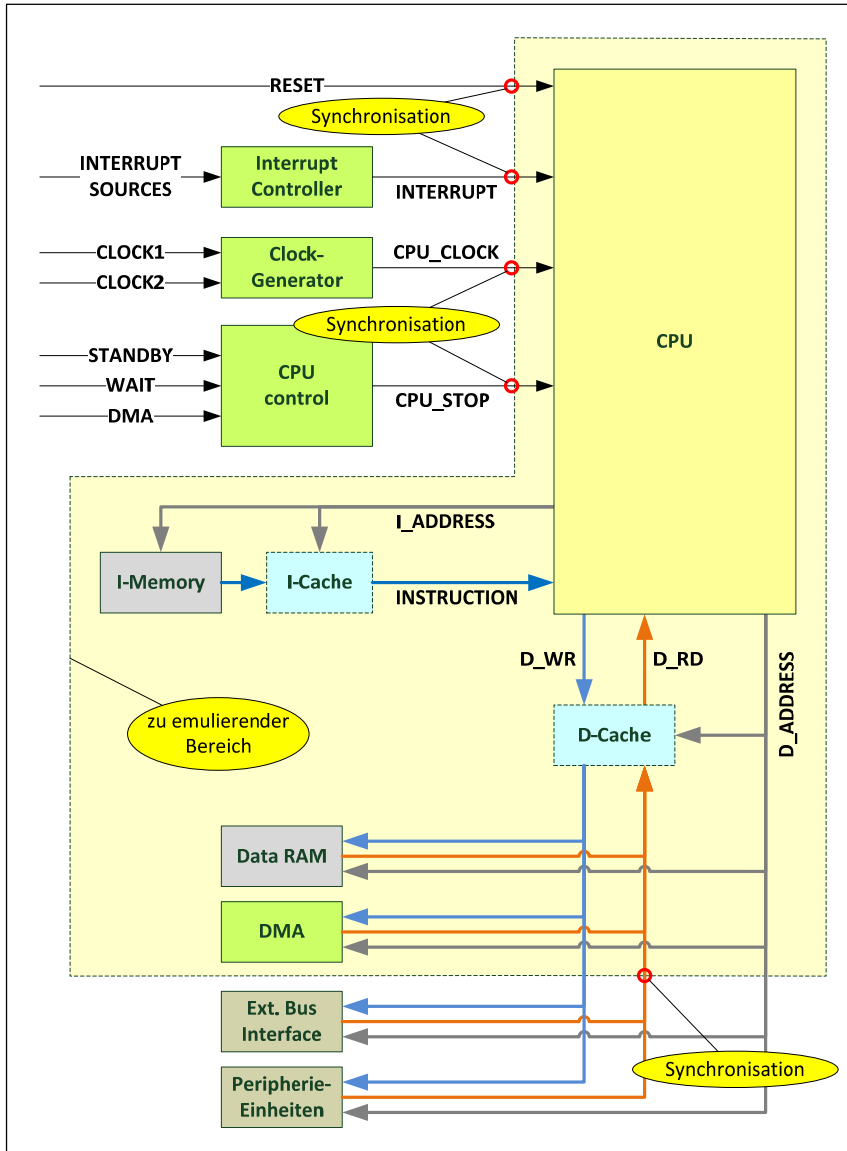 RESET
Synchronisation
INTERRUPT
SOURCES
Interrupt
Controller
INTERRUPT
CLOCK1
CLOCK2
Clock-
Generator
CPU_CLOCK
Synchronisation
STANDBY
WAIT
DMA
CPU
control
CPU_STOP
CPU
I_ADDRESS
I-Memory
I-Cache
INSTRUCTION
D_WR
D_RD
D_ADDRESS
zu emulierender
Bereich
D-Cache
Data RAM
DMA
Ext. Bus
Interface
Synchronisation
Peripherie-
Einheiten